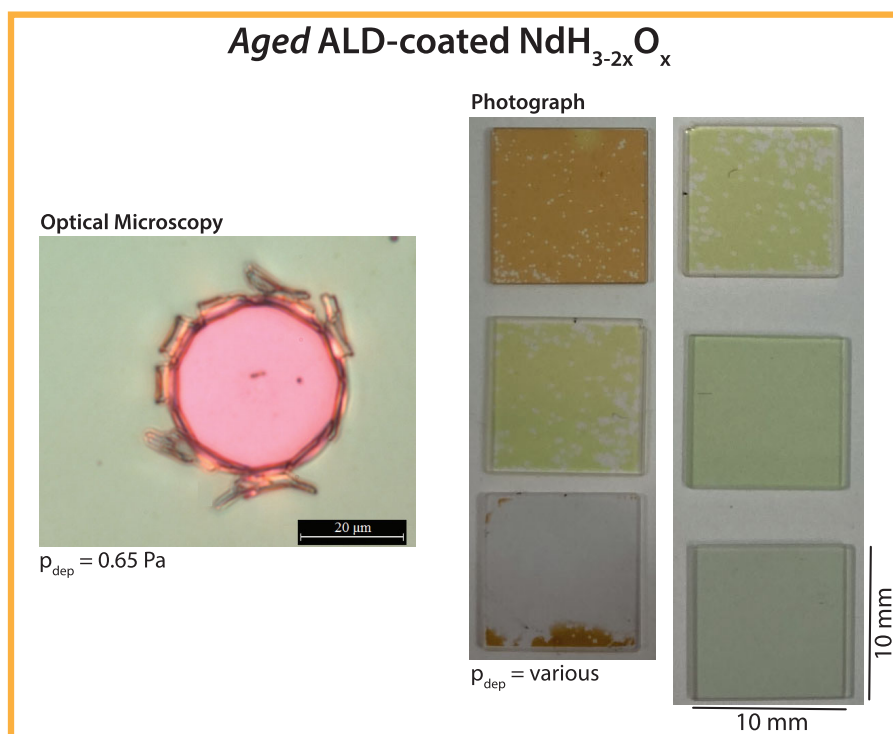 Aged ALD-coated NdH3-2xOx
Photograph
Optical Microscopy
20 µm
pdep = 0.65 Pa
pdep = various
10 mm
10 mm